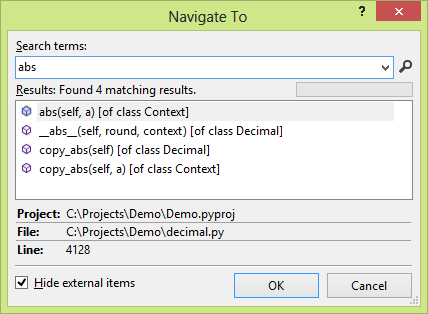 Navigate To
?
Search terms:
abs
Results: Found 4 matching results.
abs(self, a) [of class Context]
__abs__(self, round, context) [of class Decimal]
copy_abs(self) [of class Decimal]
copy_abs(self, a) [of class Context]
Project: C:\Projects\Demo\Demo.pyproj
File: C:\Projects\Demo\decimal.py
Line: 4128
Hide external items
OK Cancel